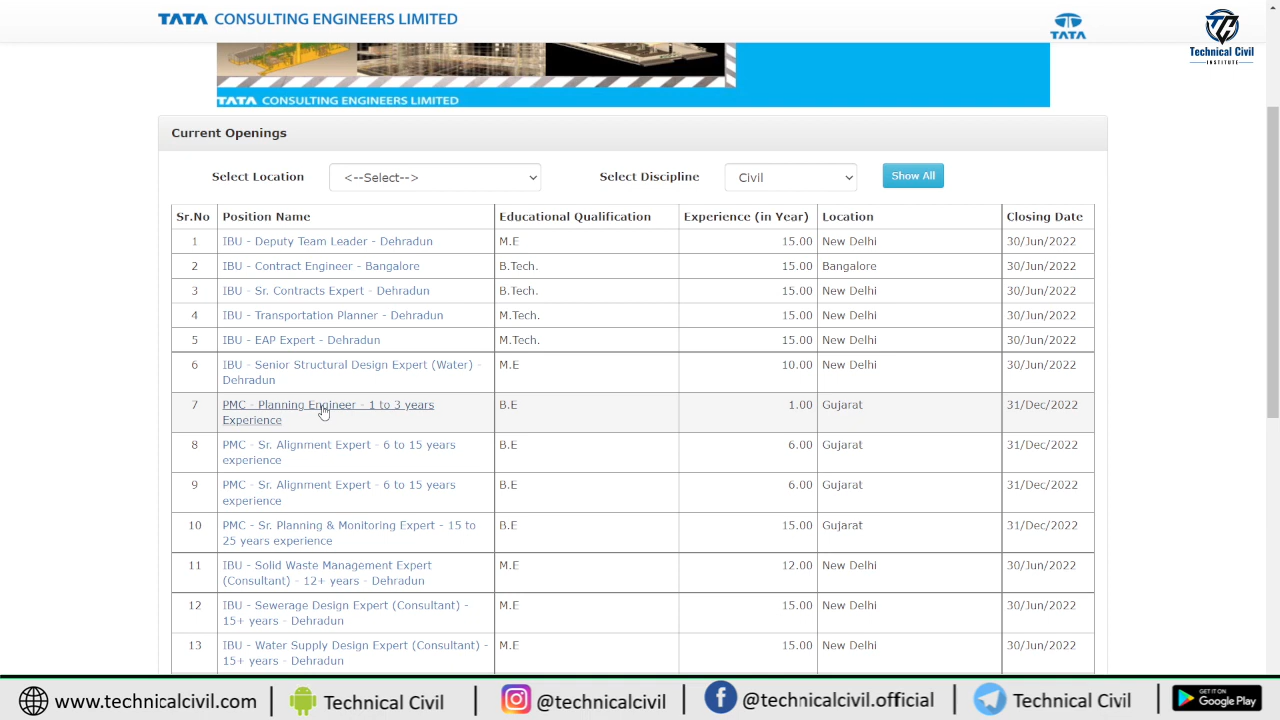 TATA CONSULTING ENGINEERS LIMITED
TATA
TC
Technical Civil
INSTITUTE
TATA CONSULTING ENGINEERS LIMITED
Current Openings
Select Location <--Select--> Select Discipline Civil Show All
Sr.No Position Name Educational Qualification Experience (in Year) Location Closing Date
1 IBU - Deputy Team Leader - Dehradun M.E 15.00 New Delhi 30/Jun/2022
2 IBU - Contract Engineer - Bangalore B.Tech. 15.00 Bangalore 30/Jun/2022
3 IBU - Sr. Contracts Expert - Dehradun B.Tech. 15.00 New Delhi 30/Jun/2022
4 IBU - Transportation Planner - Dehradun M.Tech. 15.00 New Delhi 30/Jun/2022
5 IBU - EAP Expert - Dehradun M.Tech. 15.00 New Delhi 30/Jun/2022
6 IBU - Senior Structural Design Expert (Water) - M.E 10.00 New Delhi 30/Jun/2022
Dehradun
7 PMC - Planning Engineer - 1 to 3 years B.E 1.00 Gujarat 31/Dec/2022
Experience
8 PMC - Sr. Alignment Expert - 6 to 15 years B.E 6.00 Gujarat 31/Dec/2022
experience
9 PMC - Sr. Alignment Expert - 6 to 15 years B.E 6.00 Gujarat 31/Dec/2022
experience
10 PMC - Sr. Planning & Monitoring Expert - 15 to B.E 15.00 Gujarat 31/Dec/2022
25 years experience
11 IBU - Solid Waste Management Expert M.E 12.00 New Delhi 30/Jun/2022
(Consultant) - 12+ years - Dehradun
12 IBU - Sewerage Design Expert (Consultant) - M.E 15.00 New Delhi 30/Jun/2022
15+ years - Dehradun
13 IBU - Water Supply Design Expert (Consultant) - M.E 15.00 New Delhi 30/Jun/2022
15+ years - Dehradun
www.technicalcivil.com Technical Civil @technicalcivil @technicalcivil.official Technical Civil GET IT ON Google Play